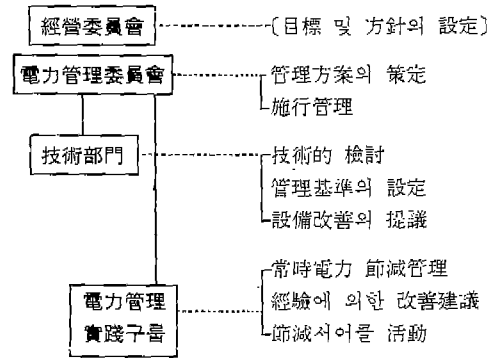 經營委員會 (目標 및 方針의 設定)
電力管理委員會 管理方案의 策定
施行管理
技術部門 技術的 檢討
管理基準의 設定
設備改善의 提議
常時電力 節減管理
電力管理 經驗에 의한 改善建議
實踐구룹 節減서어클 活動